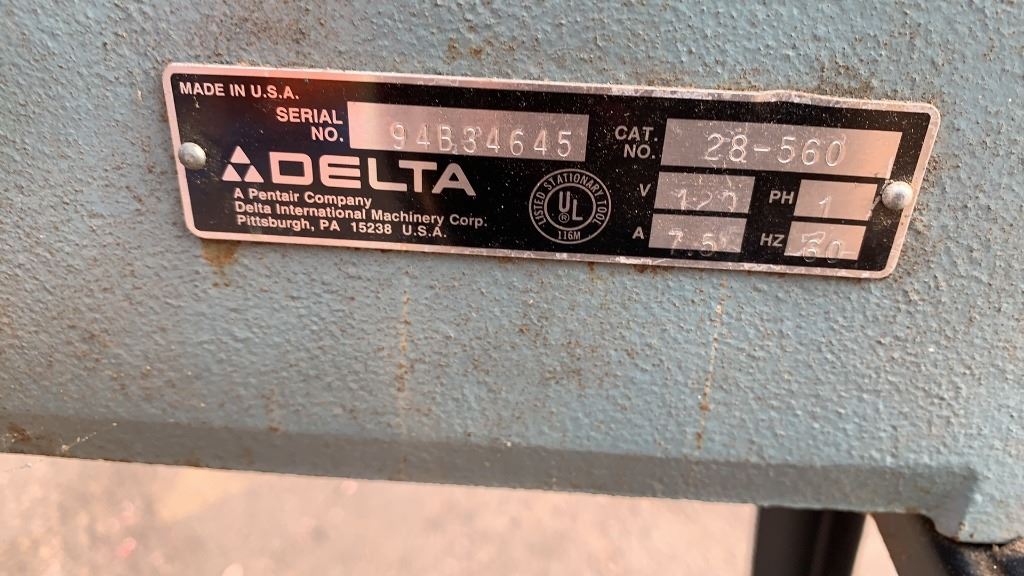 MADE IN U.S.A.
SERIAL NO. 94B34645
DELTA
A Pentair Company
Delta International Machinery Corp.
Pittsburgh, PA 15238 U.S.A.
LISTED STATIONARY TOOL
UL
®
116M
CAT. NO. 28-560
V 120 PH 1
A 7.5 HZ 60